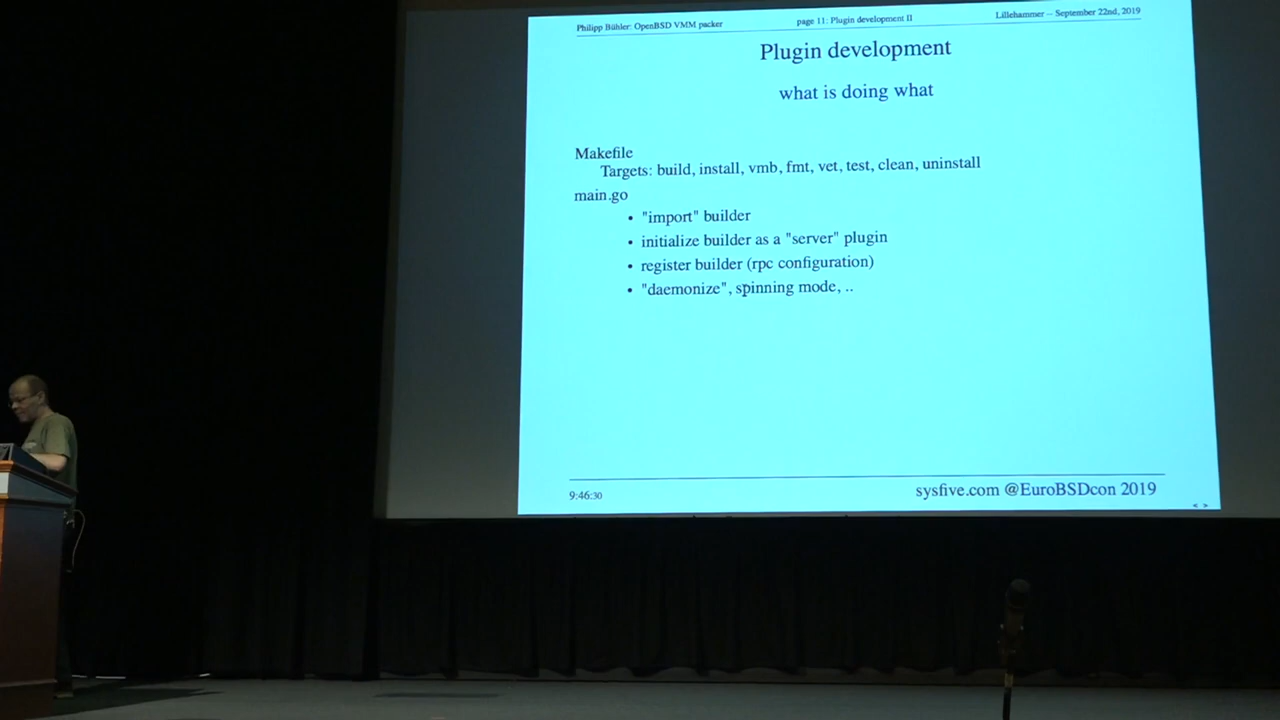 Philipp Bühler: OpenBSD VMM packer
page 11: Plugin development II
Lillehammer -- September 22nd, 2019
Plugin development
what is doing what
Makefile
Targets: build, install, vmb, fmt, vet, test, clean, uninstall
main.go
• "import" builder
• initialize builder as a "server" plugin
• register builder (rpc configuration)
• "daemonize", spinning mode, ..
9:46:30
sysfive.com @EuroBSDcon 2019
< >